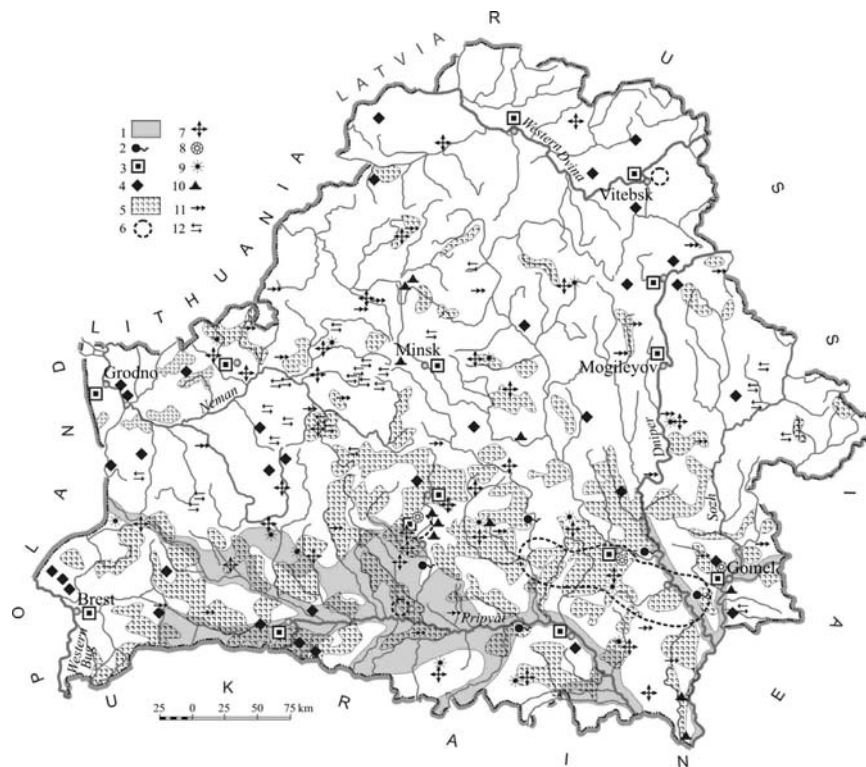 R U S S I A
LATVIA
LITHUANIA
POLAND
UKRAINE
1 7
2 8
3 9
4 10
5 11
6 12
Western Dvina
Vitebsk
Grodno
Neman
Minsk
Mogileyov
Dniper
Sozh
Gomel
Brest
Western
Bug
Pripyat
25 0 25 50 75 km